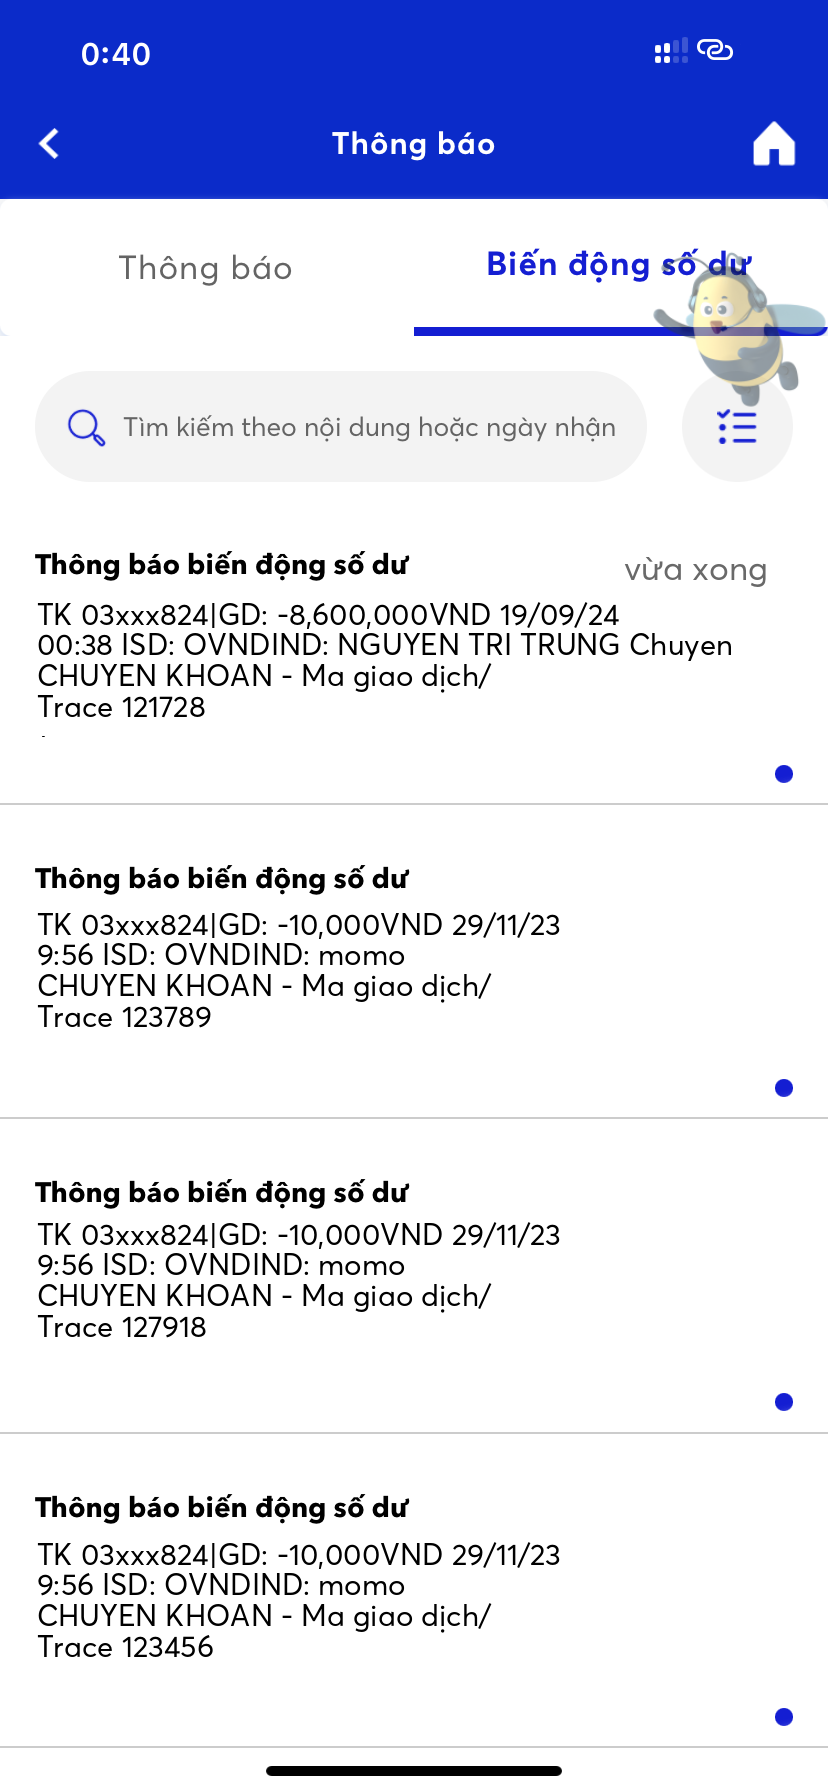 0:40
Thông báo
Thông báo
Biến động số dư
Tìm kiếm theo nội dung hoặc ngày nhận
Thông báo biến động số dư
vừa xong
TK 03xxx824|GD: -8,600,000VND 19/09/24
00:38 ISD: OVNDIND: NGUYEN TRI TRUNG Chuyen
CHUYEN KHOAN - Ma giao dịch/
Trace 121728
Thông báo biến động số dư
TK 03xxx824|GD: -10,000VND 29/11/23
9:56 ISD: OVNDIND: momo
CHUYEN KHOAN - Ma giao dịch/
Trace 123789
Thông báo biến động số dư
TK 03xxx824|GD: -10,000VND 29/11/23
9:56 ISD: OVNDIND: momo
CHUYEN KHOAN - Ma giao dịch/
Trace 127918
Thông báo biến động số dư
TK 03xxx824|GD: -10,000VND 29/11/23
9:56 ISD: OVNDIND: momo
CHUYEN KHOAN - Ma giao dịch/
Trace 123456